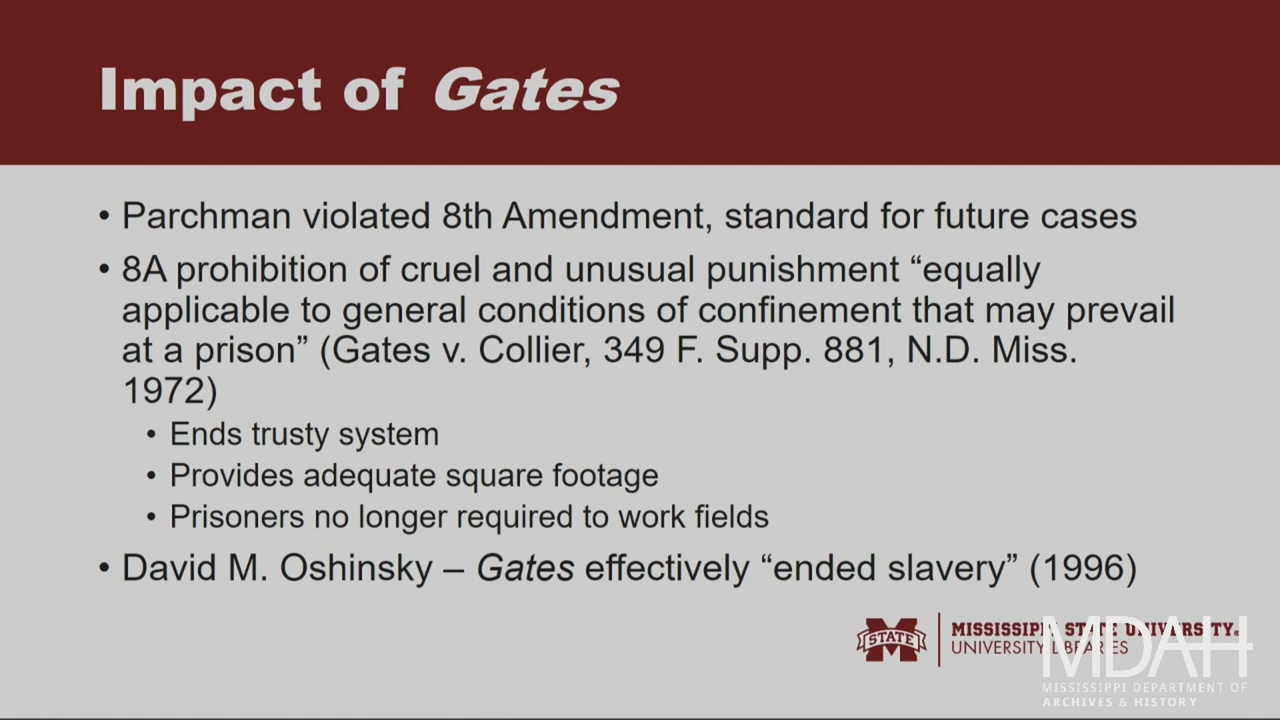 Impact of Gates
• Parchman violated 8th Amendment, standard for future cases
• 8A prohibition of cruel and unusual punishment “equally
applicable to general conditions of confinement that may prevail
at a prison” (Gates v. Collier, 349 F. Supp. 881, N.D. Miss.
1972)
• Ends trusty system
• Provides adequate square footage
• Prisoners no longer required to work fields
• David M. Oshinsky – Gates effectively “ended slavery” (1996)
STATE
MISSISSIPPI STATE UNIVERSITY
UNIVERSITY LIBRARIES
MDAH
MISSISSIPPI DEPARTMENT OF
ARCHIVES & HISTORY